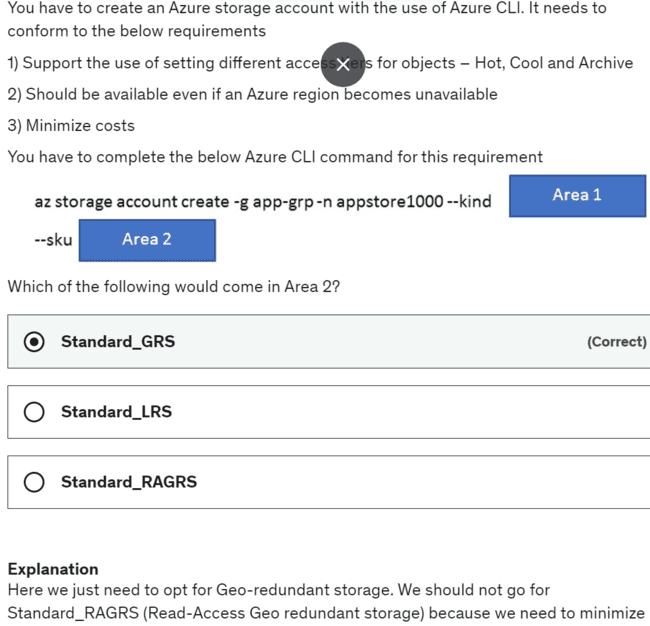 You have to create an Azure storage account with the use of Azure CLI. It needs to
conform to the below requirements
1) Support the use of setting different access for objects – Hot, Cool and Archive
2) Should be available even if an Azure region becomes unavailable
3) Minimize costs
You have to complete the below Azure CLI command for this requirement
az storage account create -g app-grp -n appstore1000 --kind Area 1
--sku Area 2
Which of the following would come in Area 2?
Standard_GRS (Correct)
Standard_LRS
Standard_RAGRS
Explanation
Here we just need to opt for Geo-redundant storage. We should not go for
Standard_RAGRS (Read-Access Geo redundant storage) because we need to minimize